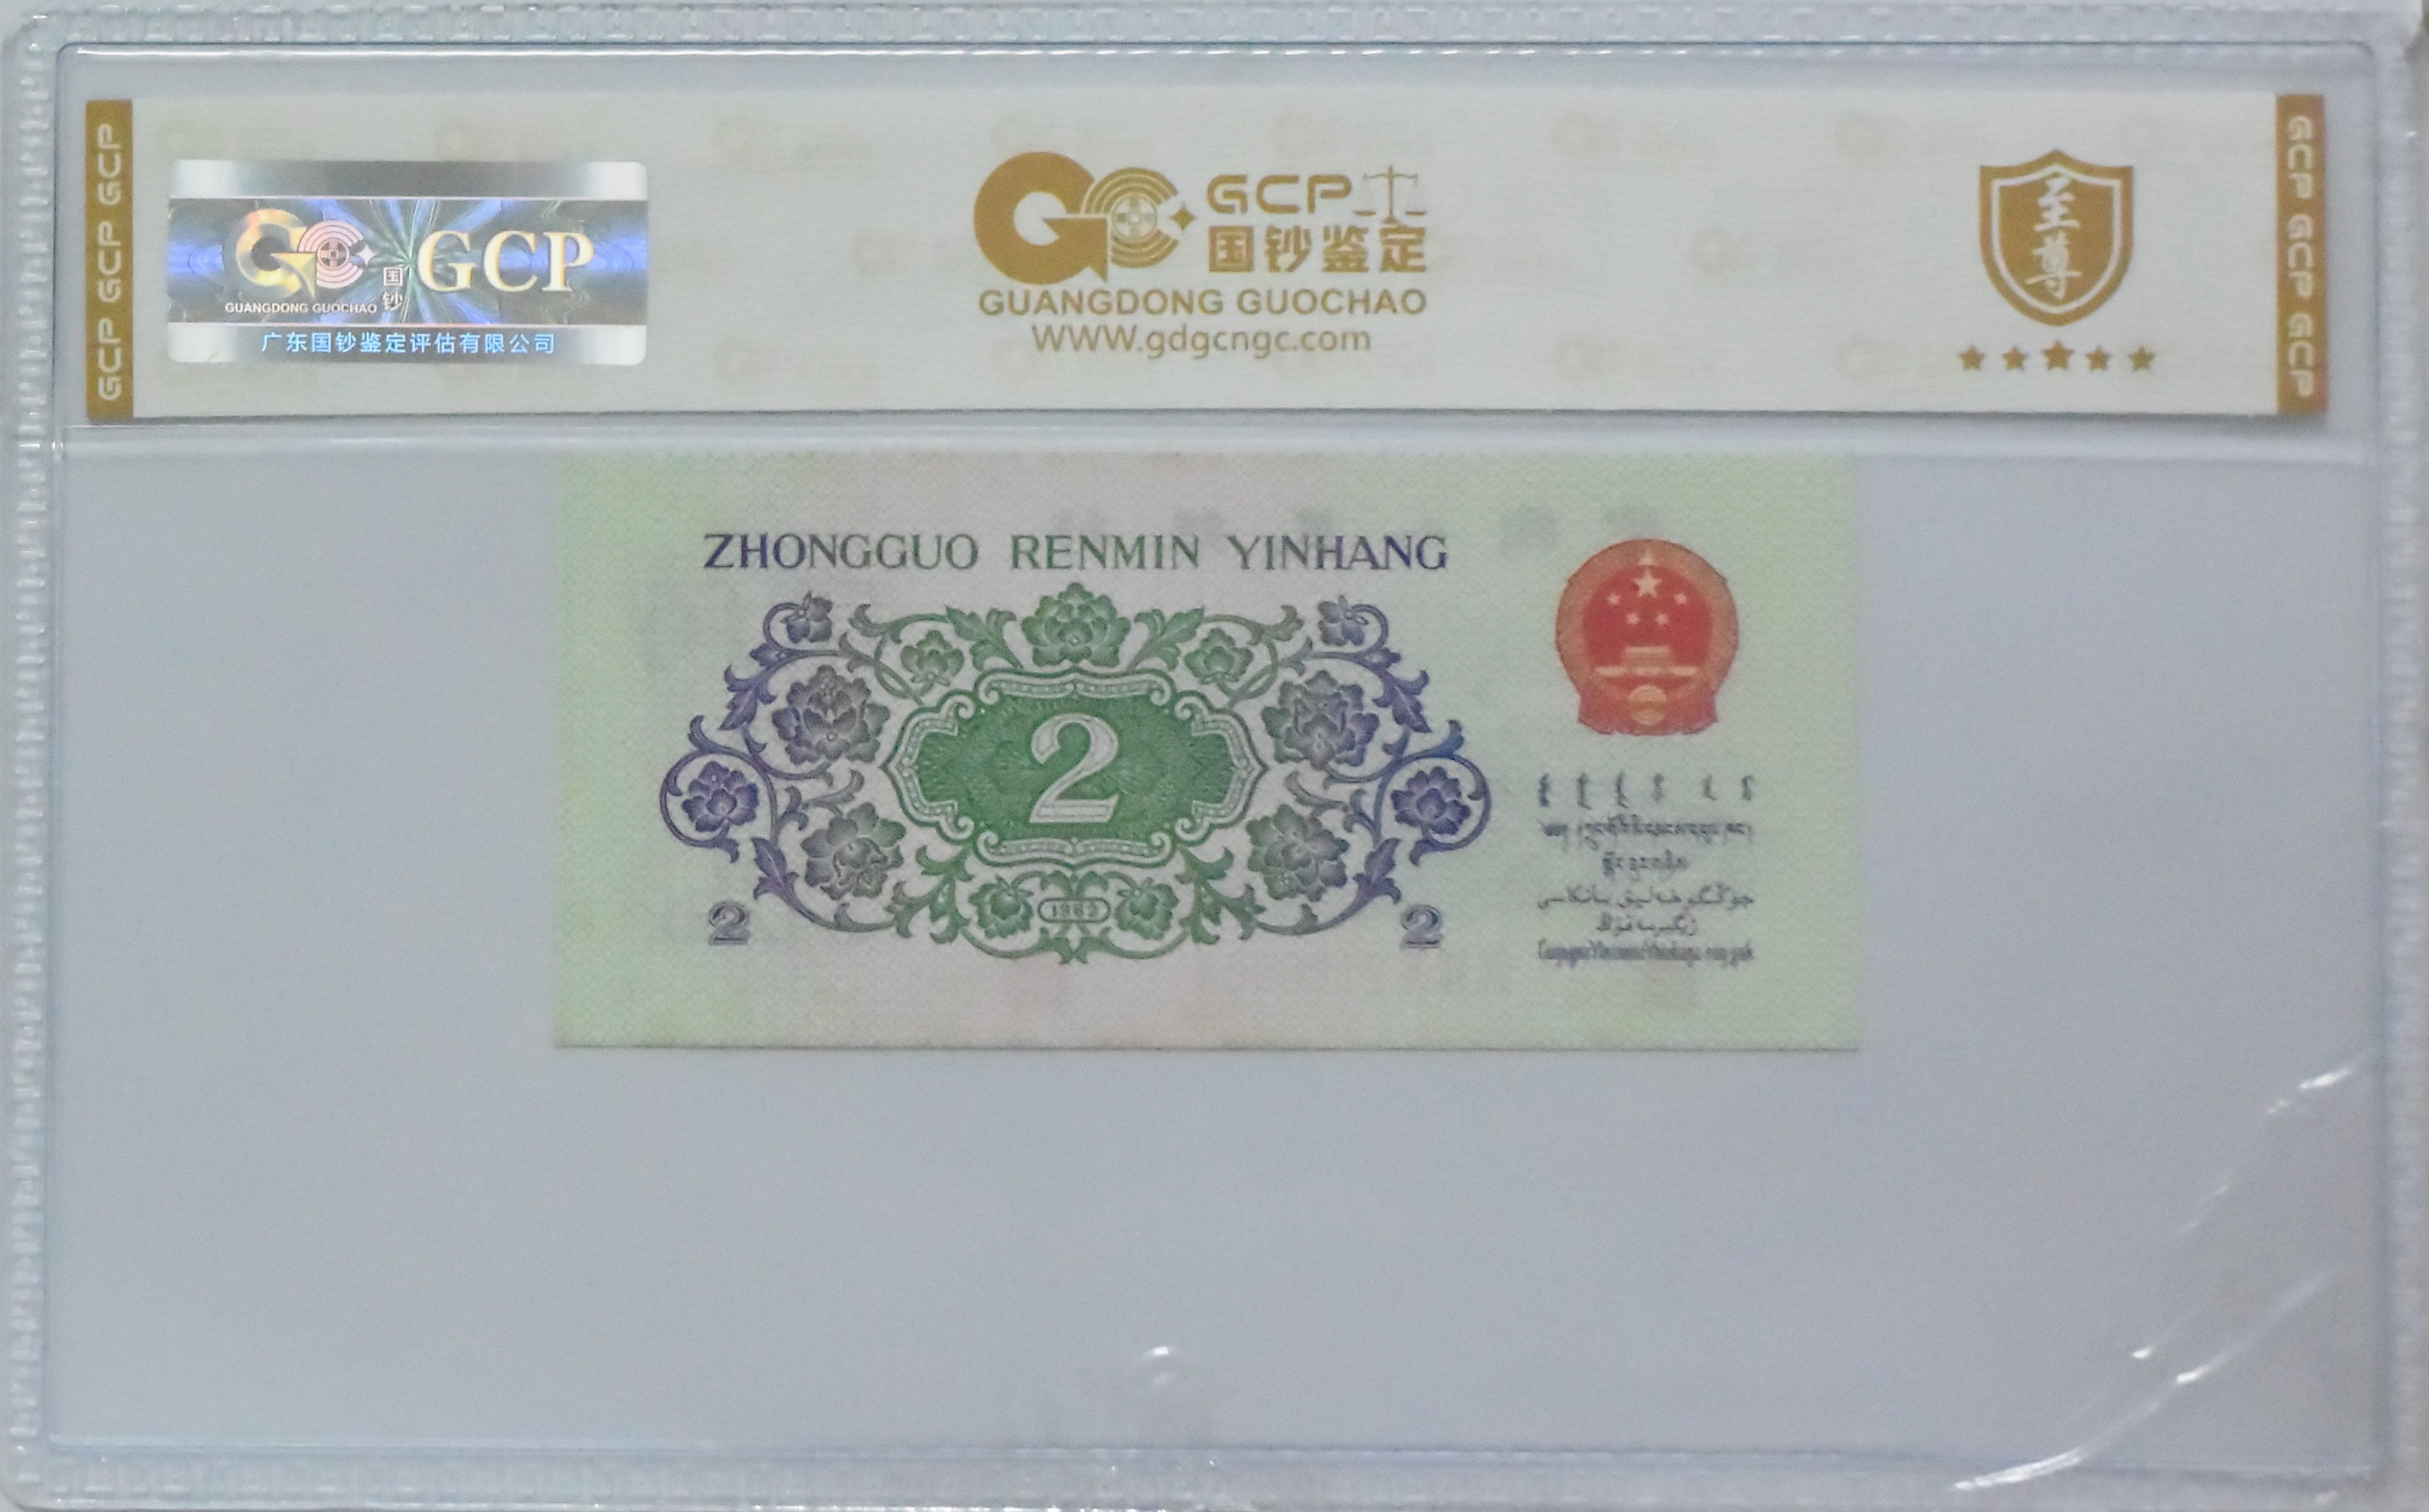 GCP GCP GCP
GCP
国钞
GUANGDONG GUOCHAO
广东国钞鉴定评估有限公司
GCP
国钞鉴定
GUANGDONG GUOCHAO
WWW.gdgcngc.com
至尊
GCP GCP GCP
ZHONGGUO RENMIN YINHANG
2
1962
2
2